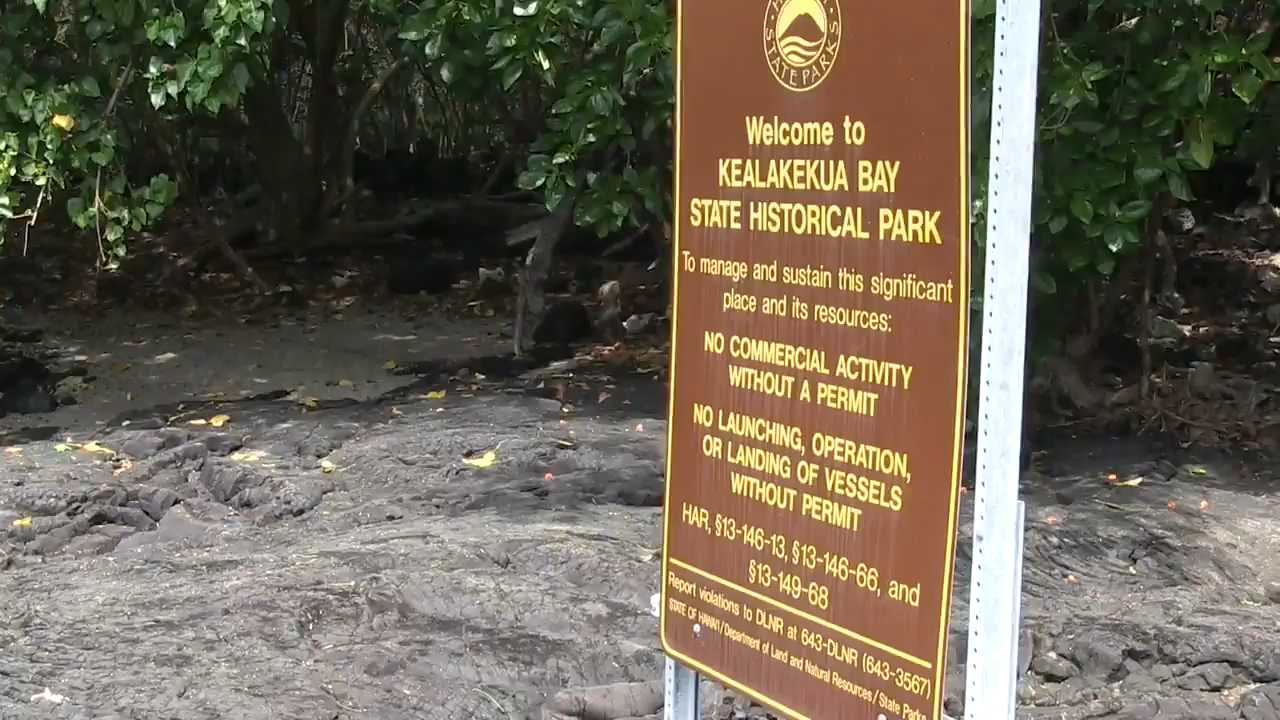 STATE PARKS
Welcome to
KEALAKEKUA BAY
STATE HISTORICAL PARK
To manage and sustain this significant
place and its resources:
NO COMMERCIAL ACTIVITY
WITHOUT A PERMIT
NO LAUNCHING, OPERATION,
OR LANDING OF VESSELS
WITHOUT PERMIT
HAR, §13-146-13, §13-146-66, and
§13-149-68
Report violations to DLNR at 643-DLNR (643-3567)
STATE OF HAWAI'I/Department of Land and Natural Resources/State Parks